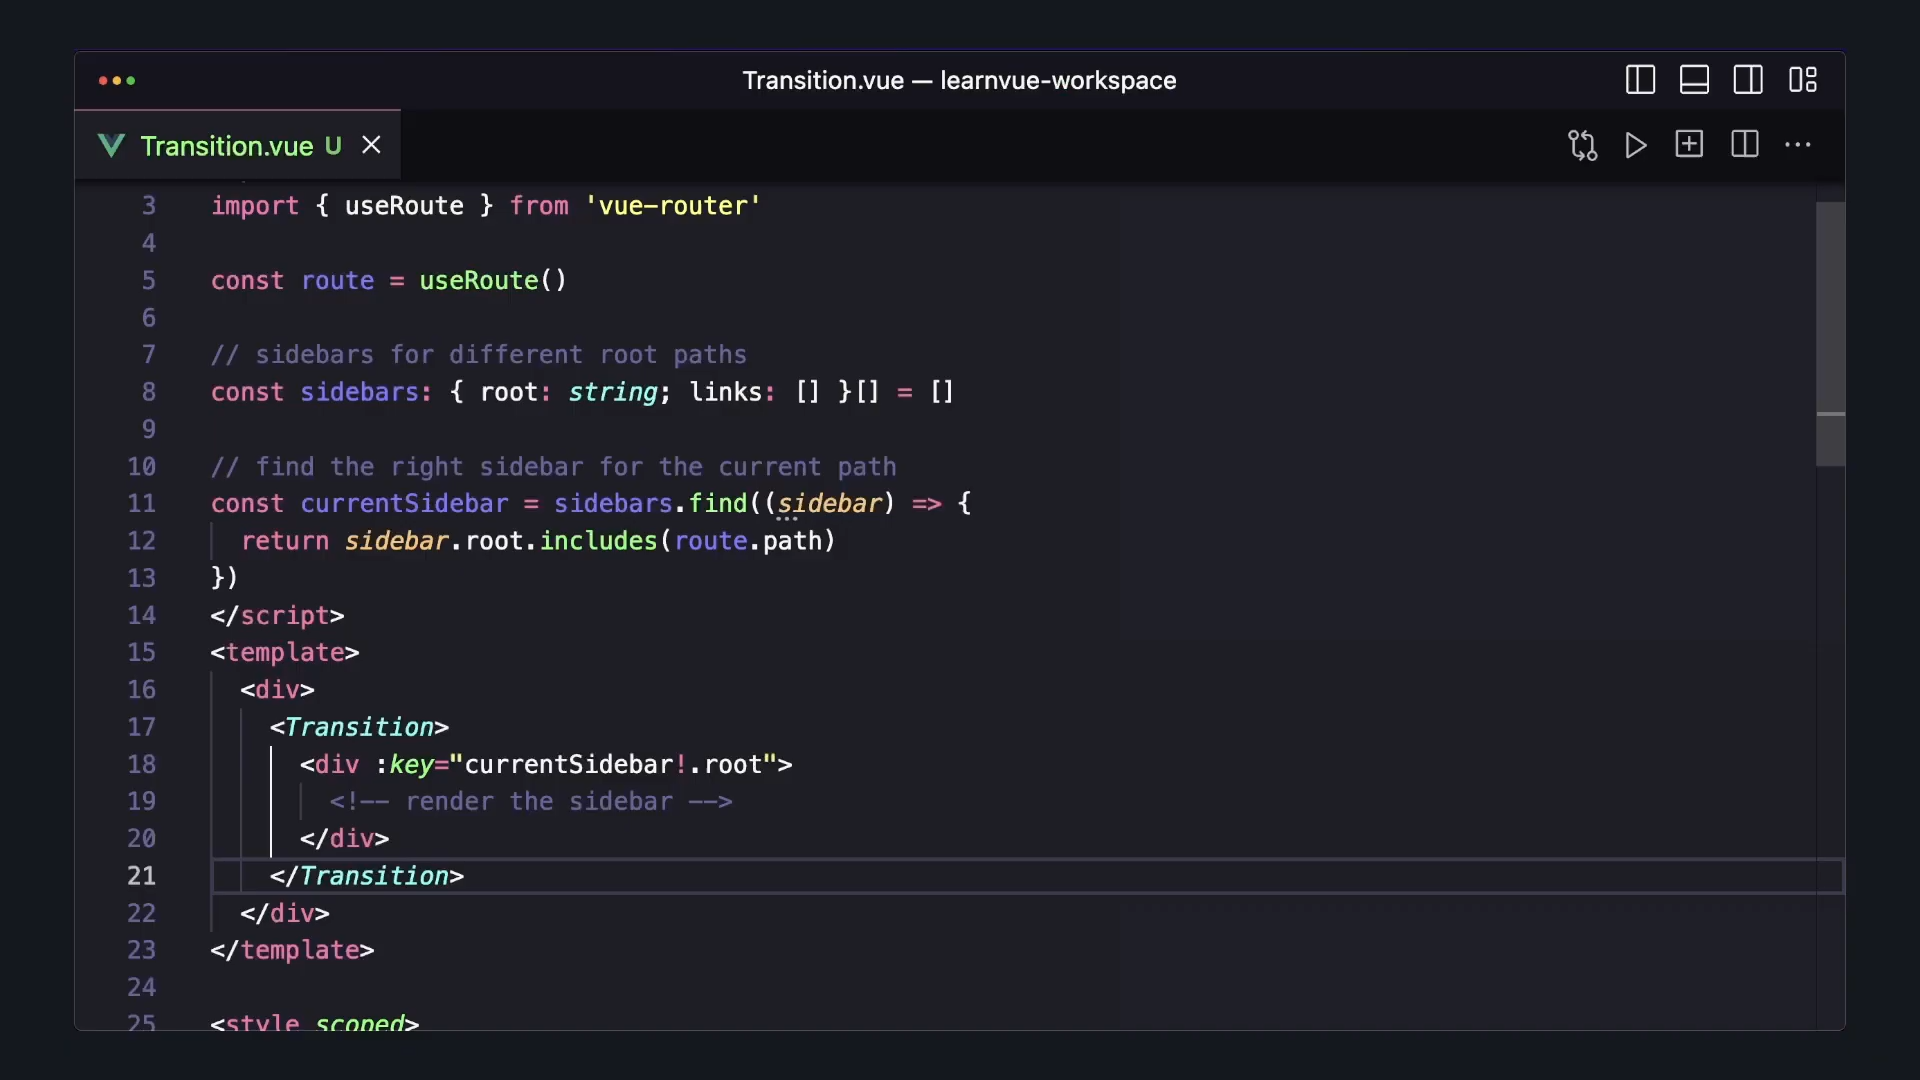 Transition.vue — learnvue-workspace
Transition.vue U
3 import { useRoute } from 'vue-router'
4
5 const route = useRoute()
6
7 // sidebars for different root paths
8 const sidebars: { root: string; links: [] }[] = []
9
10 // find the right sidebar for the current path
11 const currentSidebar = sidebars.find((sidebar) => {
12 return sidebar.root.includes(route.path)
13 })
14 </script>
15 <template>
16 <div>
17 <Transition>
18 <div :key="currentSidebar!.root">
19 <!-- render the sidebar -->
20 </div>
21 </Transition>
22 </div>
23 </template>
24
25 <style scoped>